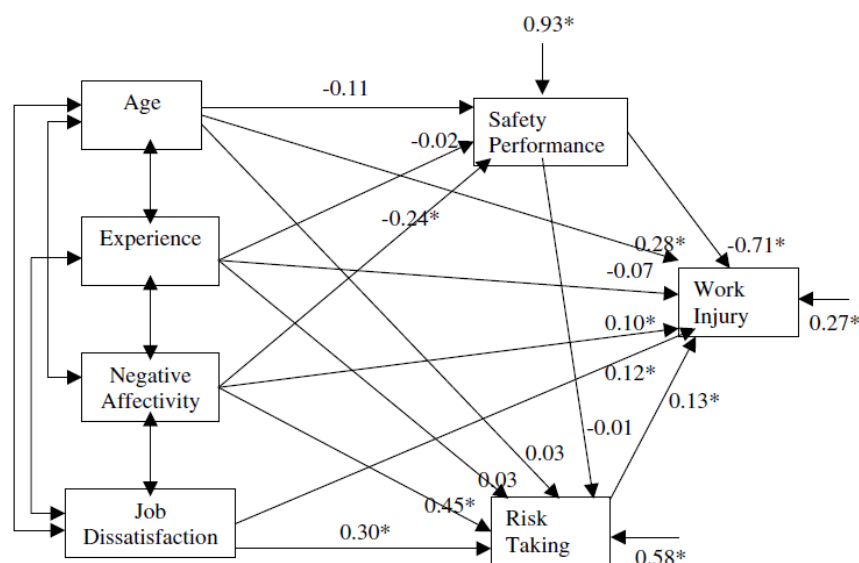 0.93*
Age
-0.11
Safety
Performance
-0.02
-0.24*
Experience
0.28*
-0.71*
-0.07
Work
Injury
0.27*
0.10*
Negative
Affectivity
0.12*
0.13*
-0.01
0.03
0.03
Job
Dissatisfaction
0.45*
0.30*
Risk
Taking
0.58*